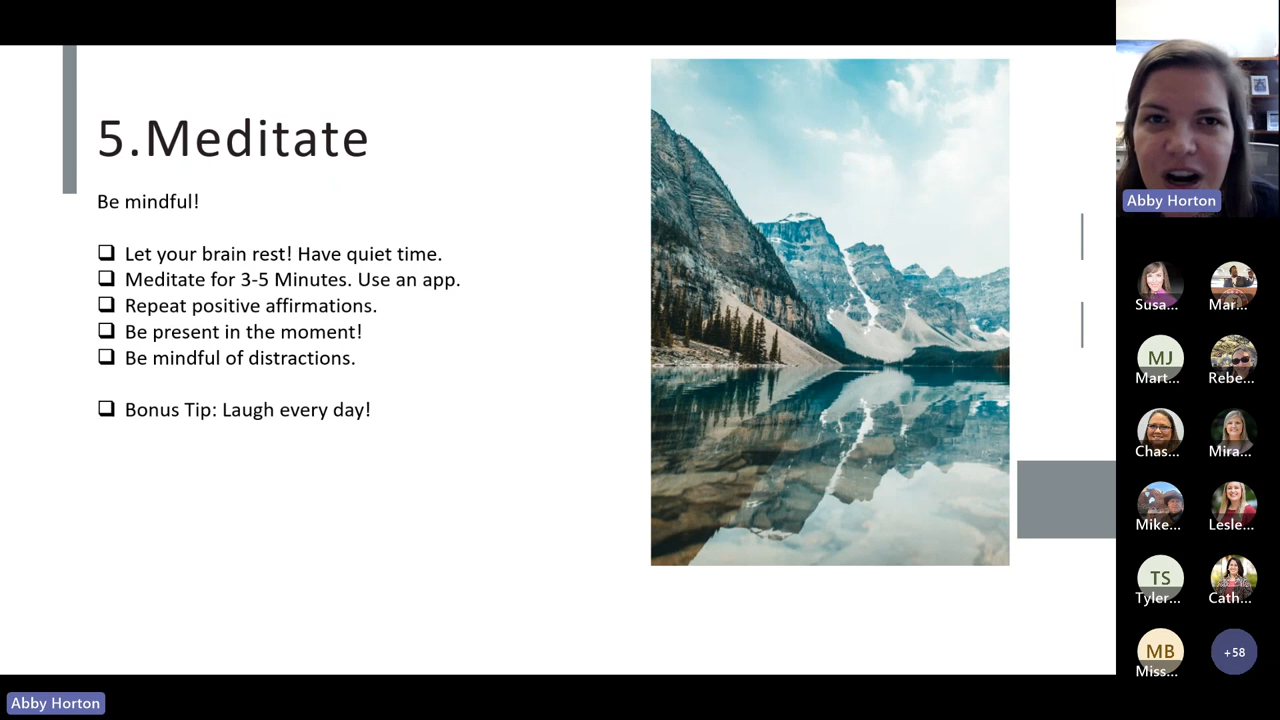 5.Meditate
Be mindful!
❑ Let your brain rest! Have quiet time.
❑ Meditate for 3-5 Minutes. Use an app.
❑ Repeat positive affirmations.
❑ Be present in the moment!
❑ Be mindful of distractions.
❑ Bonus Tip: Laugh every day!
Abby Horton
Susa...
Mar...
MJ
Mart...
Rebe...
Chas...
Mira...
Mike...
Lesle...
TS
Tyler...
Cath...
MB
Miss...
+58
Abby Horton